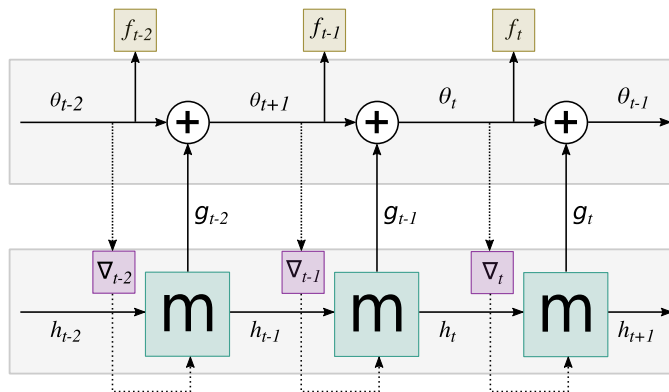 f_{t-2} f_{t-1} f_t
θ_{t-2} θ_{t+1} θ_t θ_{t-1}
+ + +
g_{t-2} g_{t-1} g_t
∇_{t-2} ∇_{t-1} ∇_t
m m m
h_{t-2} h_{t-1} h_t h_{t+1}